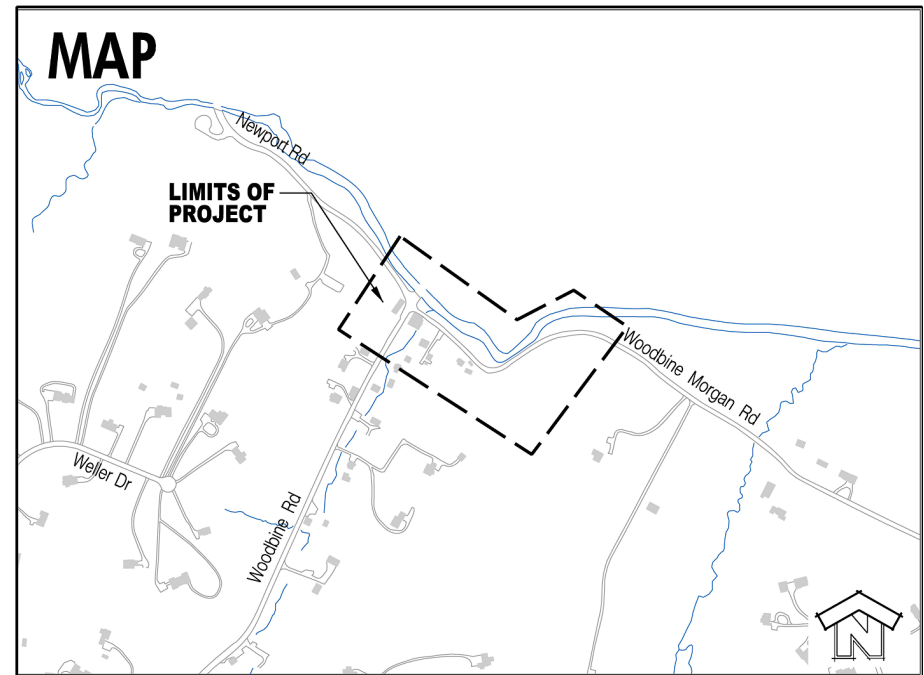 MAP
Newport Rd
LIMITS OF
PROJECT
Woodbine Morgan Rd
Weller Dr
Woodbine Rd
N